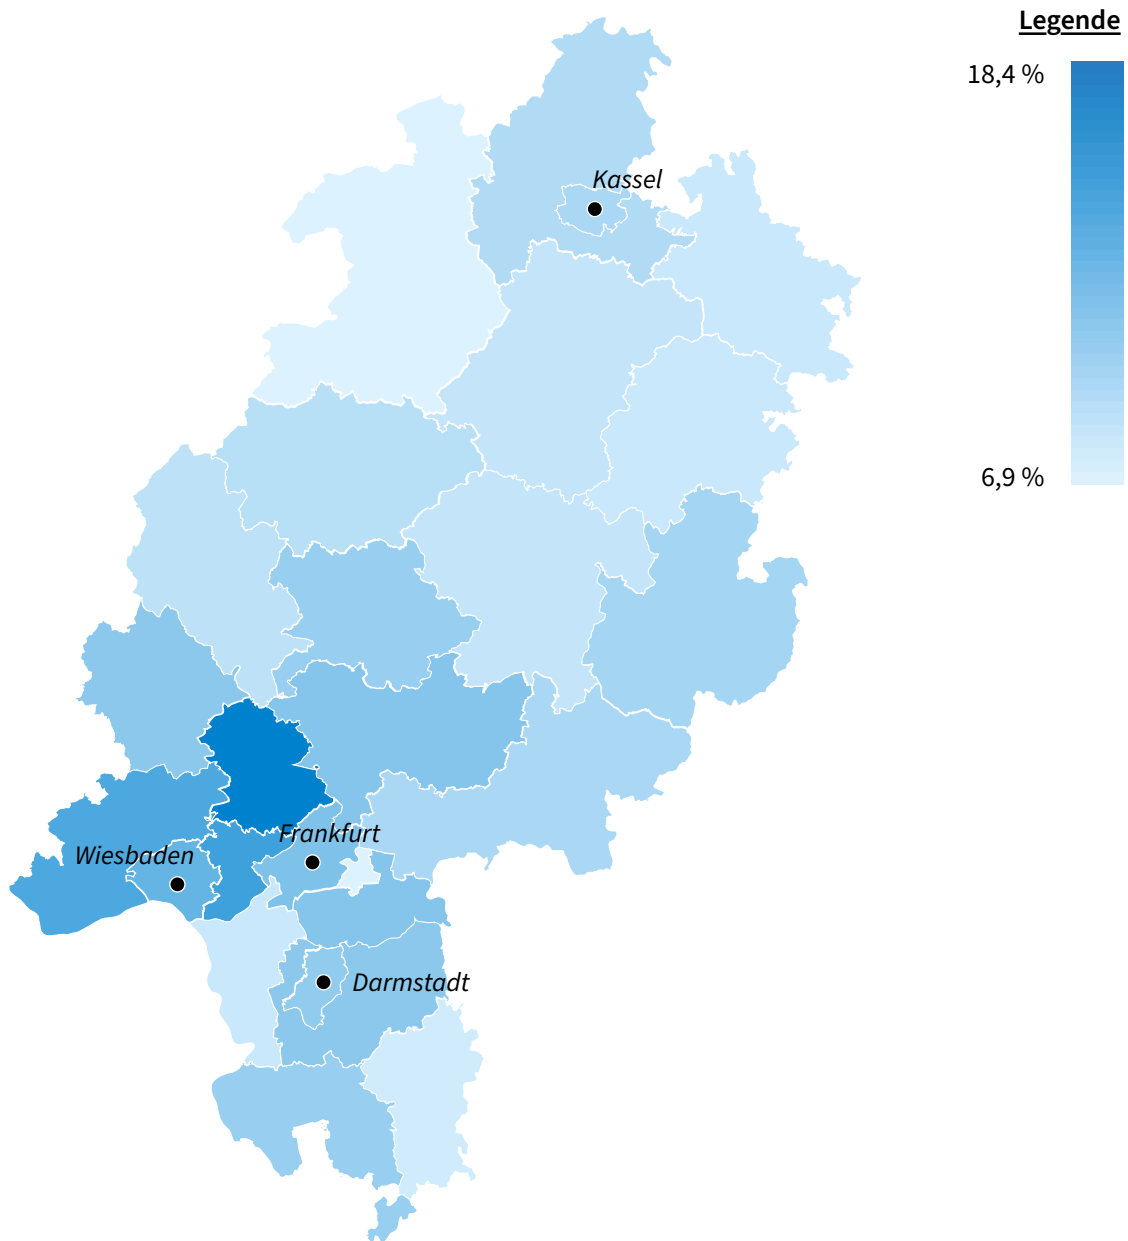 Legende
18,4 %
Kassel
6,9 %
Frankfurt
Wiesbaden
Darmstadt